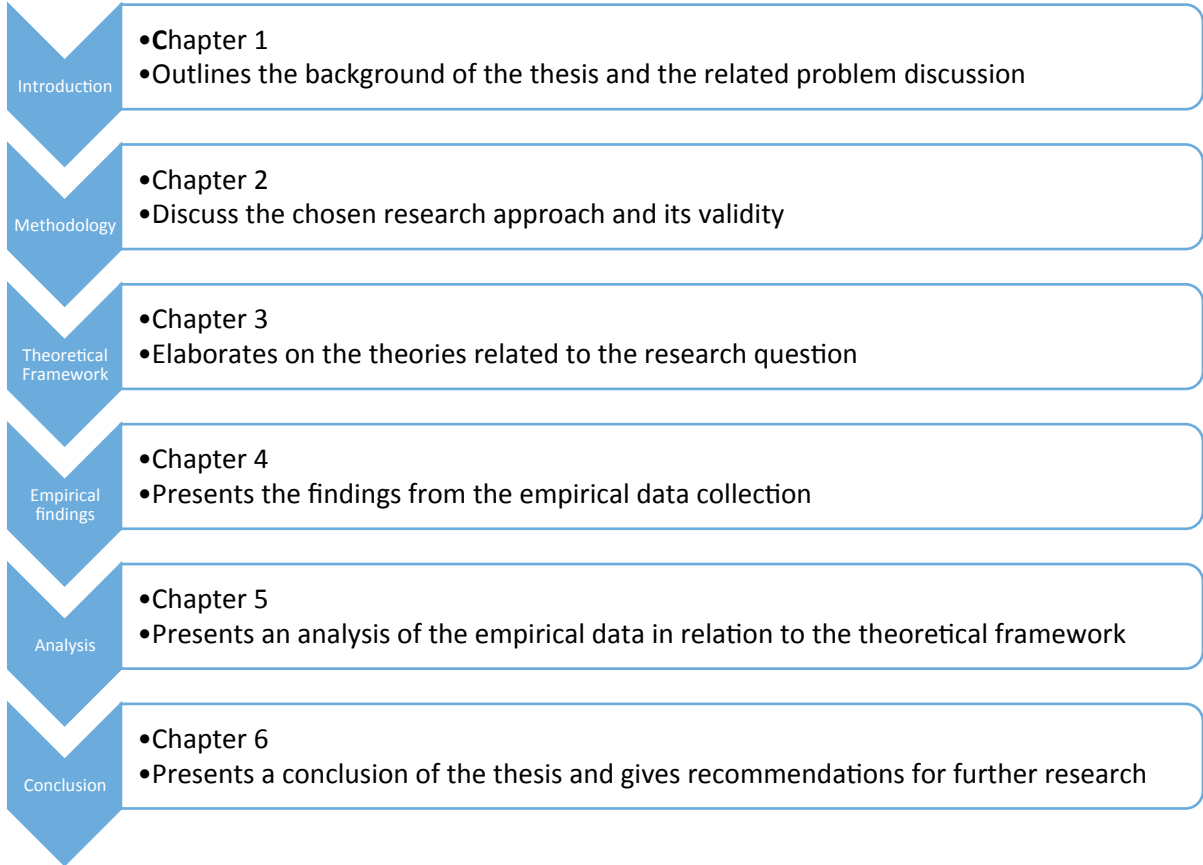 Introduction
•Chapter 1
•Outlines the background of the thesis and the related problem discussion
Methodology
•Chapter 2
•Discuss the chosen research approach and its validity
Theoretical
Framework
•Chapter 3
•Elaborates on the theories related to the research question
Empirical
findings
•Chapter 4
•Presents the findings from the empirical data collection
Analysis
•Chapter 5
•Presents an analysis of the empirical data in relation to the theoretical framework
Conclusion
•Chapter 6
•Presents a conclusion of the thesis and gives recommendations for further research